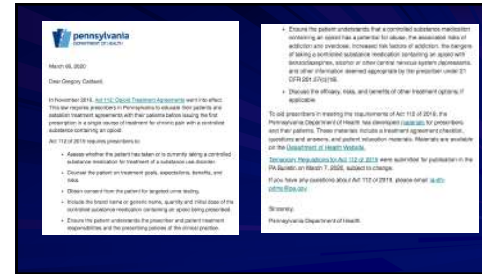 pennsylvania
DEPARTMENT OF HEALTH
March 05, 2020
Dear Gregory Caldwell,
In November 2019, Act 112, Opioid Treatment Agreements went into effect.
This law requires prescribers in Pennsylvania to educate their patients and
establish treatment agreements with their patients before issuing the first
prescription in a single course of treatment for chronic pain with a controlled
substance containing an opioid.
Act 112 of 2019 requires prescribers to:
• Assess whether the patient has taken or is currently taking a controlled
substance medication for treatment of a substance use disorder.
• Discuss the patient on treatment goals, expectations, benefits, and
risks.
• Obtain consent from the patient for targeted urine testing.
• Include the brand name or generic name, quantity and initial dose of the
controlled substance medication containing an opioid being prescribed.
• Ensure the patient understands the prescriber and patient treatment
responsibilities and the prescribing policies of the clinical practice.
• Ensure the patient understands that a controlled substance medication
containing an opioid has a potential for abuse, the associated risks of
addiction and overdose, increased risk factors of addiction, the dangers
of taking a controlled substance medication containing an opioid with
benzodiazepines, alcohol or other central nervous system depressants,
and other information deemed appropriate by the prescriber under 21
CFR
• Discuss the efficacy, risks, and benefits of other treatment options, if
applicable.
To aid prescribers in meeting the requirements of Act 112 of 2019, the
Pennsylvania Department of Health has developed materials for prescribers
and their patients. These materials include a treatment agreement checklist,
questions and answers, and patient education materials. Materials are available
on the Department of Health Website.
Temporary Regulations for Act 112 of 2019 were submitted for publication in the
PA Bulletin on March 7, 2020, subject to change.
If you have any questions about Act 112 of 2019, please email
Sincerely,
Pennsylvania Department of Health